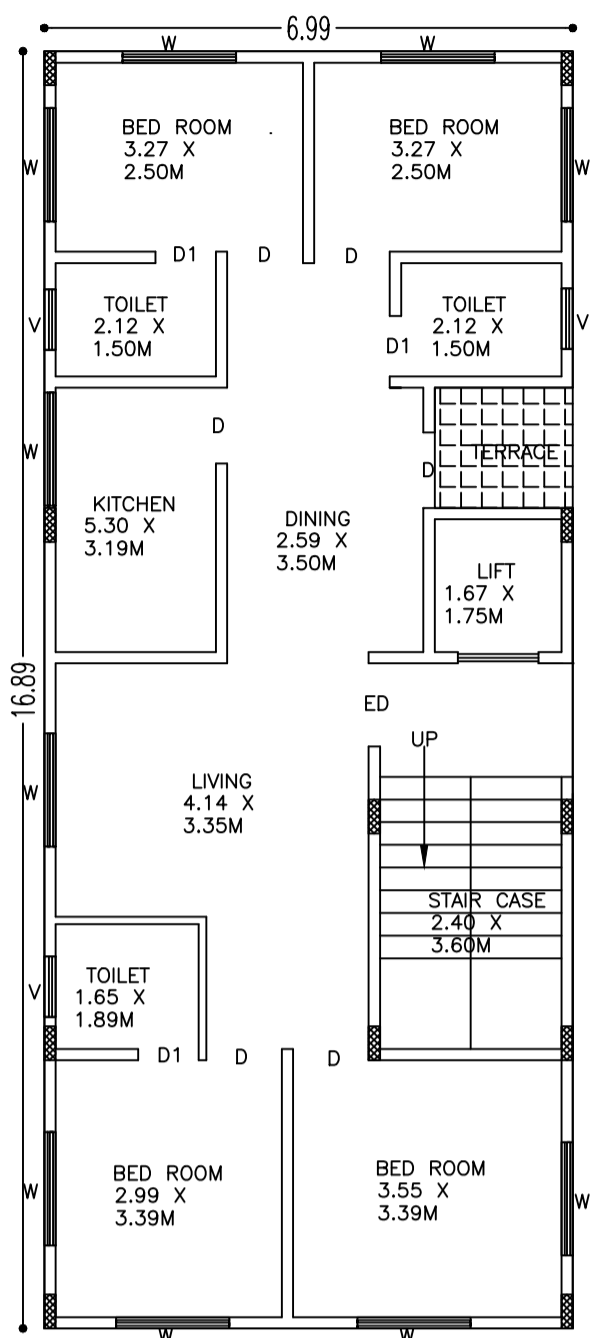 6.99
W
W
BED ROOM
3.27 X
2.50M
BED ROOM
3.27 X
2.50M
W
W
D1
D
D
TOILET
2.12 X
1.50M
TOILET
2.12 X
1.50M
V
V
D1
D
W
TERRACE
D
KITCHEN
5.30 X
3.19M
DINING
2.59 X
3.50M
LIFT
1.67 X
1.75M
16.89
ED
UP
LIVING
4.14 X
3.35M
W
STAIR CASE
2.40 X
3.60M
TOILET
1.65 X
1.89M
V
D1
D
D
BED ROOM
2.99 X
3.39M
BED ROOM
3.55 X
3.39M
W
W
W
W